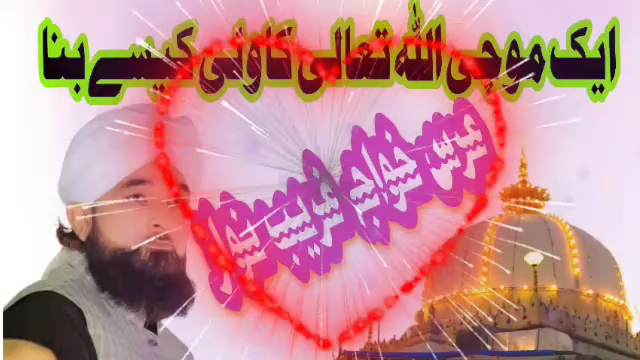 ایک موچی اللہ تعالی کا ولی کیسے بنا
عرس خواجہ غریب نواز